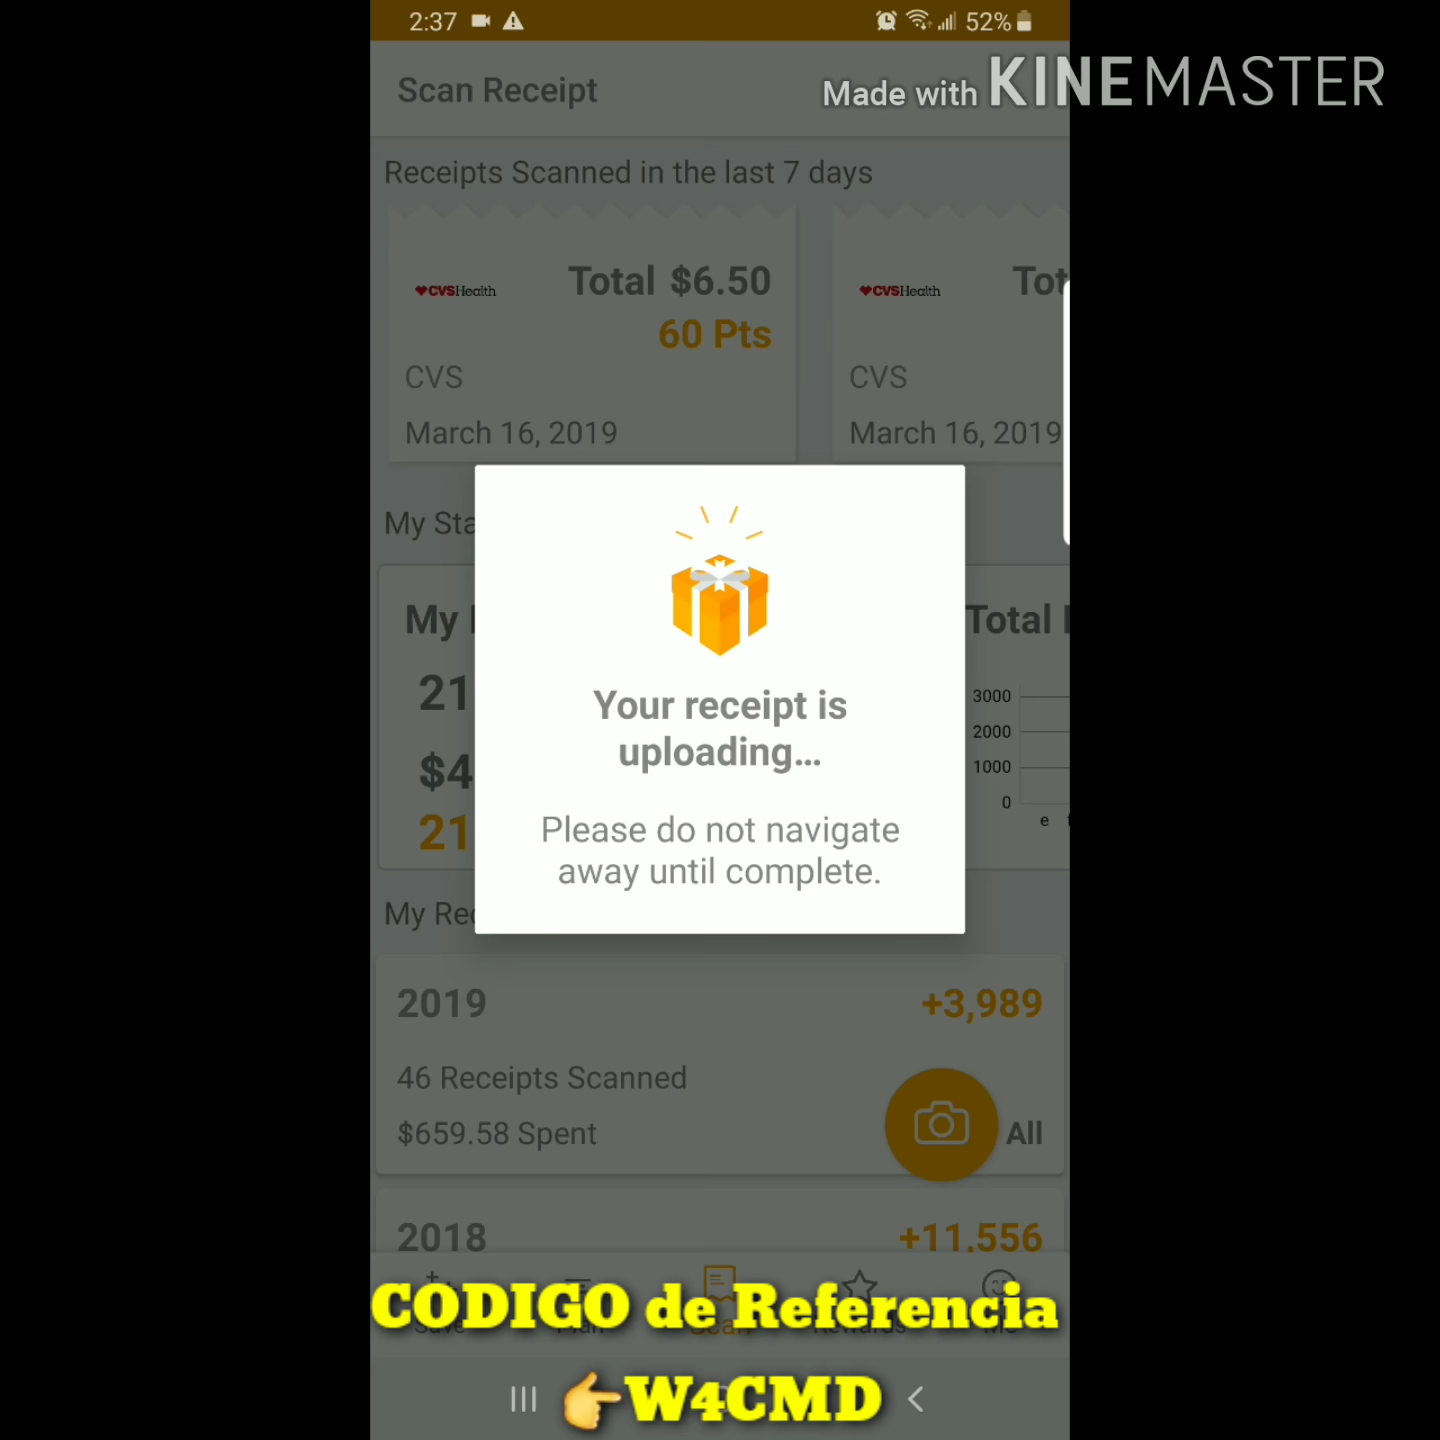 2:37 52%
Made with KINEMASTER
Scan Receipt
Receipts Scanned in the last 7 days
CVSHealth Total $6.50
60 Pts
CVS
March 16, 2019
CVSHealth Tot
CVS
March 16, 2019
My Sta
My
21
$4
21
Total
3000
2000
1000
0
e
Your receipt is
uploading...
Please do not navigate
away until complete.
My Rec
2019 +3,989
46 Receipts Scanned
$659.58 Spent
All
2018 +11,556
CODIGO de Referencia
👉W4CMD